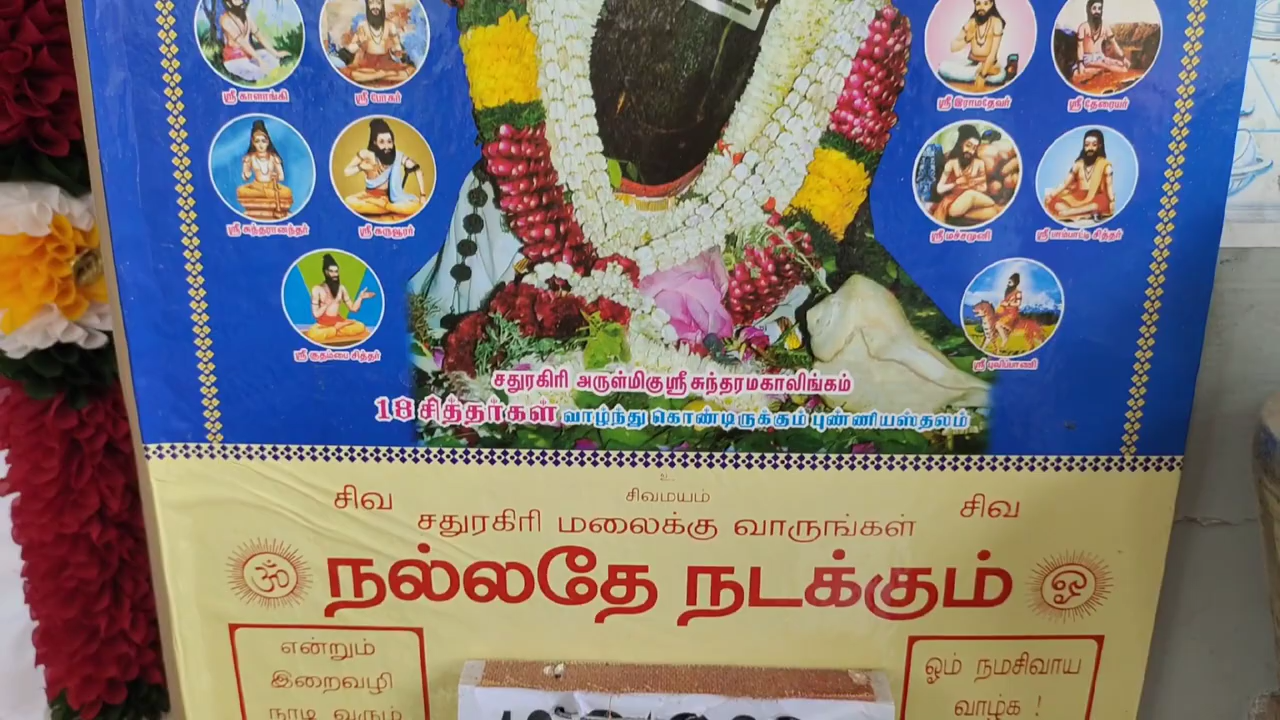 ஸ்ரீ காளாங்கி ஸ்ரீ போகர் ஸ்ரீ இராமதேவர் ஸ்ரீ தேரையர்
ஸ்ரீ சுந்தரானந்தர் ஸ்ரீ கருவூரர் ஸ்ரீ மச்சமுனி ஸ்ரீ பாம்பாட்டி சித்தர்
ஸ்ரீ குதம்பை சித்தர் ஸ்ரீ புலிப்பாணி
சதுரகிரி அருள்மிகுஸ்ரீ சுந்தரமகாலிங்கம்
18 சித்தர்கள் வாழ்ந்து கொண்டிருக்கும் புண்ணியஸ்தலம்
உ
சிவ சிவமயம் சிவ
சதுரகிரி மலைக்கு வாருங்கள்
ॐ நல்லதே நடக்கும் ஓ
என்றும்
இறைவழி
நாடி வரும்
ஓம் நமசிவாய
வாழ்க !